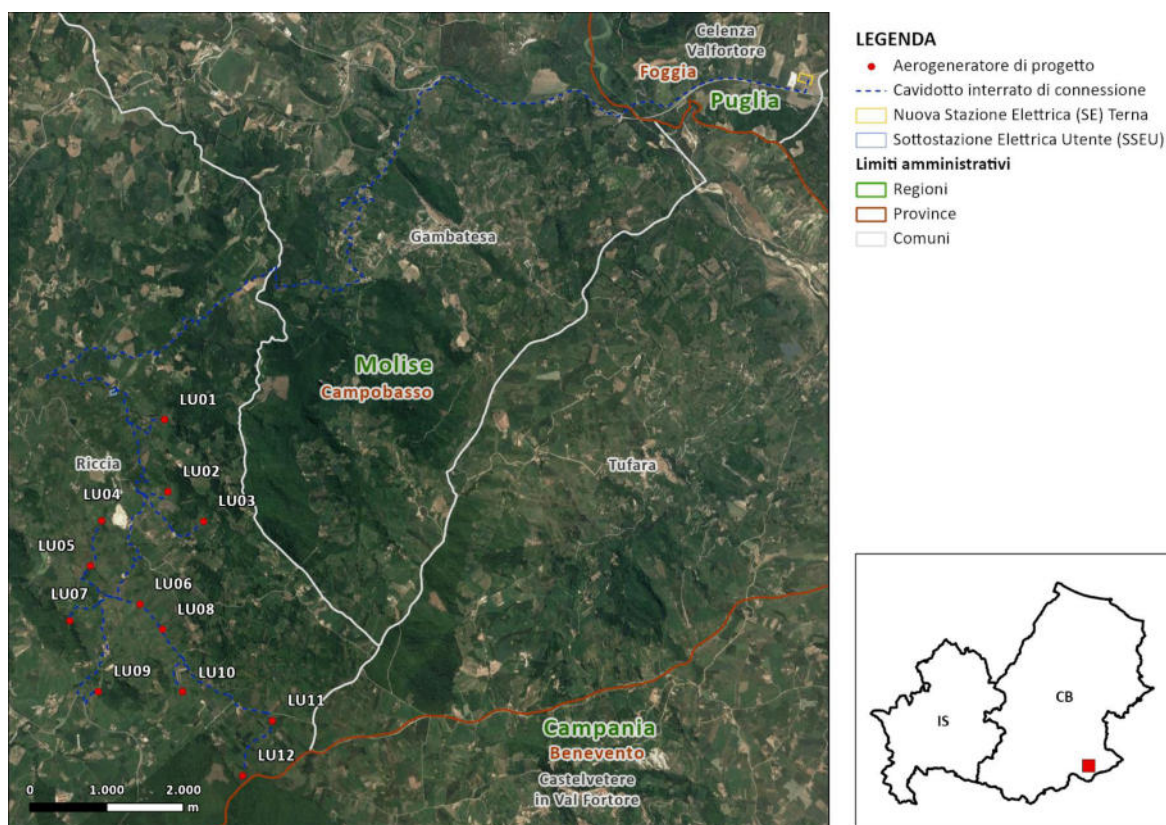 Celenza
Valfortore
Foggia
Puglia
Gambatesa
Molise
Campobasso
LU01
Riccia
LU02
Tufara
LU04
LU03
LU05
LU06
LU07
LU08
LU09
LU10
LU11
Campania
Benevento
LU12
Castelvetere
in Val Fortore
0 1.000 2.000
m
LEGENDA
Aerogeneratore di progetto
Cavidotto interrato di connessione
Nuova Stazione Elettrica (SE) Terna
Sottostazione Elettrica Utente (SSEU)
Limiti amministrativi
Regioni
Province
Comuni
CB
IS